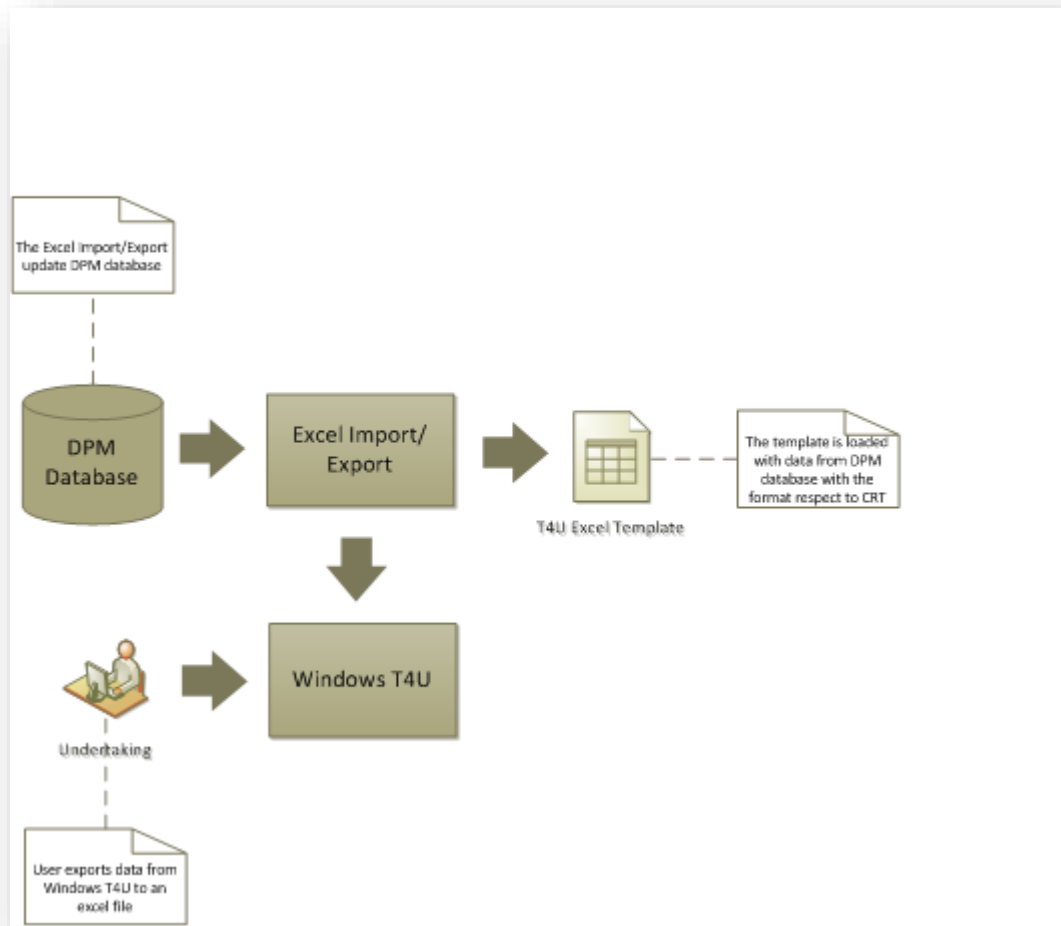 The Excel Import/Export
update DPM database
DPM
Database
Excel Import/
Export
T4U Excel Template
The template is loaded
with data from DPM
database with the
format respect to CRT
Windows T4U
Undertaking
User exports data from
Windows T4U to an
excel file